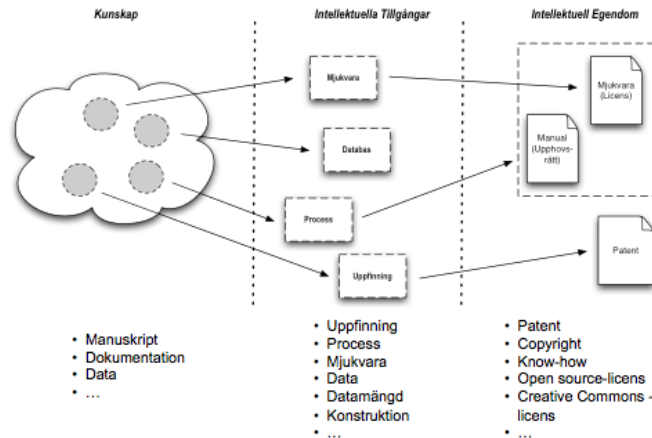 Kunskap
Intellektuella Tillgångar
Intellektuell Egendom
Mjukvara
Mjukvara
(Licens)
Databas
Manual
(Upphovs-
rätt)
Process
Uppfinning
Patent
• Manuskript
• Dokumentation
• Data
• ...
• Uppfinning
• Process
• Mjukvara
• Data
• Datamängd
• Konstruktion
• ...
• Patent
• Copyright
• Know-how
• Open source-licens
• Creative Commons -
licens
• ...